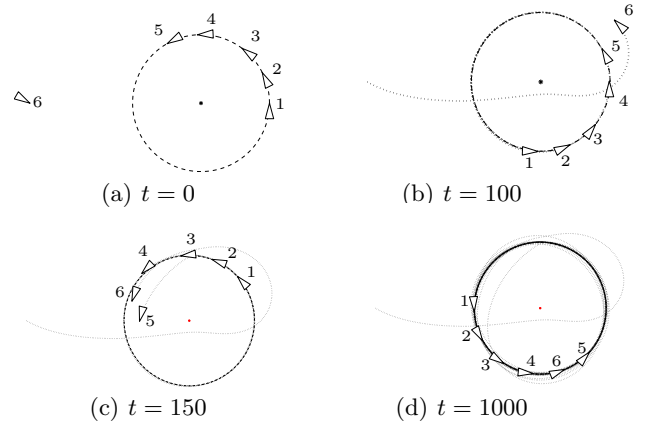 5 4 3 2 1 6
(a) t = 0
6 5 4 3 2 1
(b) t = 100
4 3 2 1 6 5
(c) t = 150
1 2 3 4 6 5
(d) t = 1000